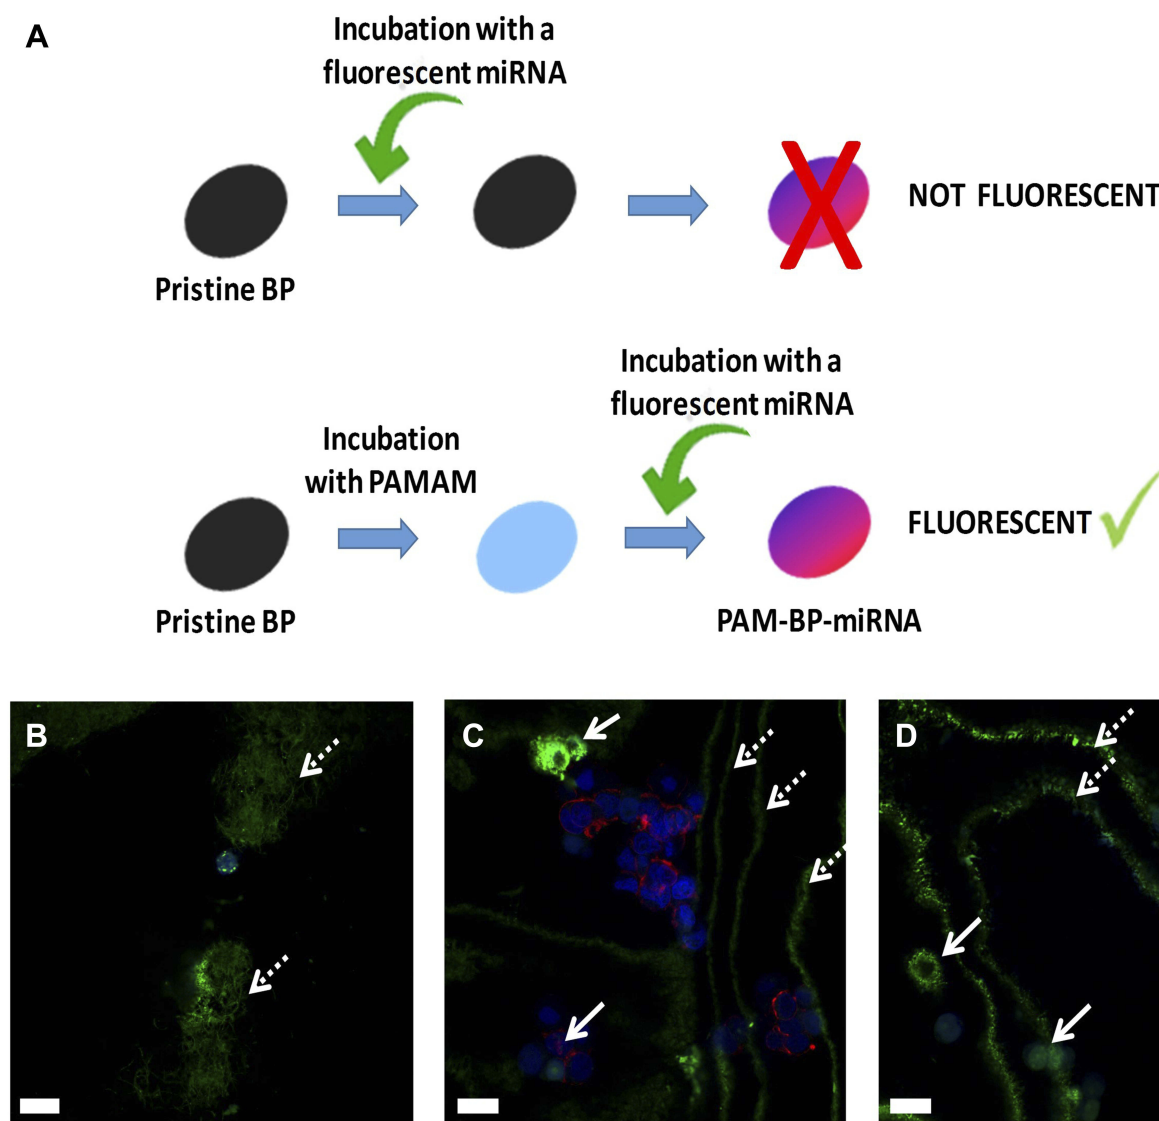 A
Incubation with a
fluorescent miRNA
NOT FLUORESCENT
Pristine BP
Incubation with a
fluorescent miRNA
Incubation
with PAMAM
FLUORESCENT
Pristine BP
PAM-BP-miRNA
B
C
D